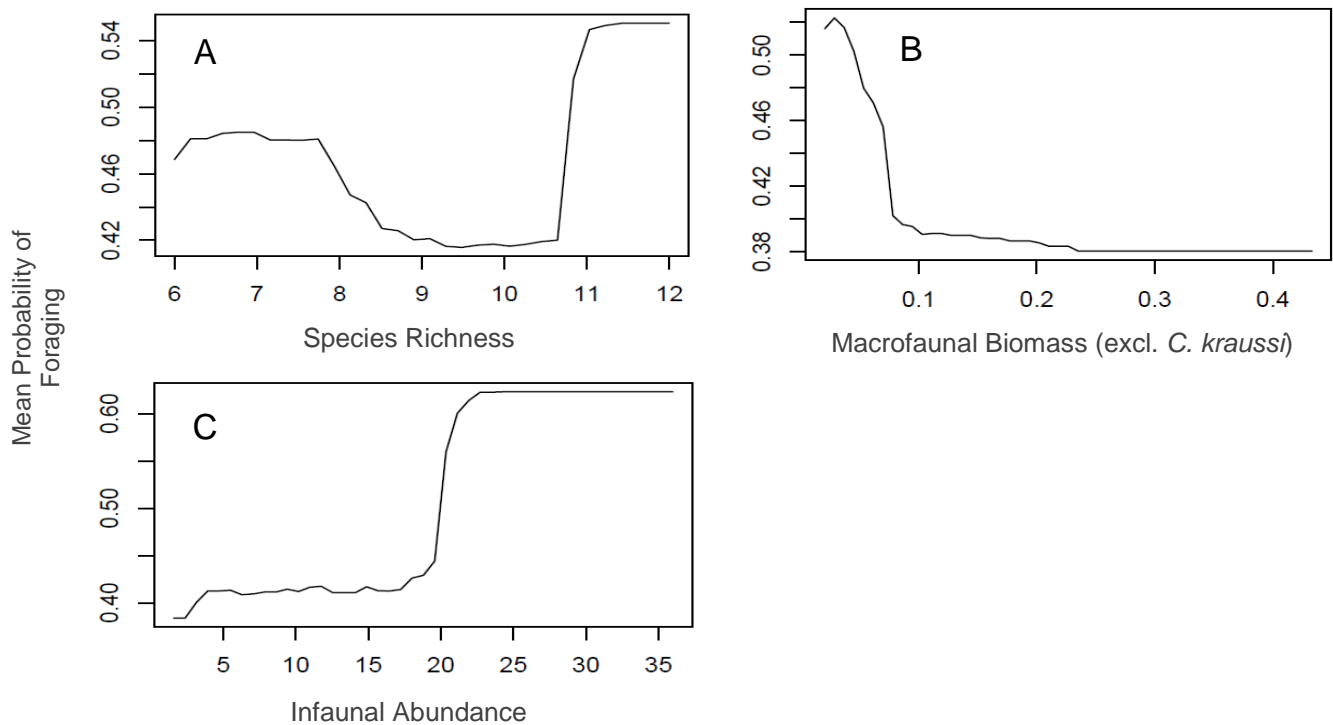 A
0.54
0.50
0.46
0.42
6 7 8 9 10 11 12
Species Richness
B
0.50
0.46
0.42
0.38
0.1 0.2 0.3 0.4
Macrofaunal Biomass (excl. C. kraussi)
Mean Probability of
Foraging
C
0.60
0.50
0.40
5 10 15 20 25 30 35
Infaunal Abundance